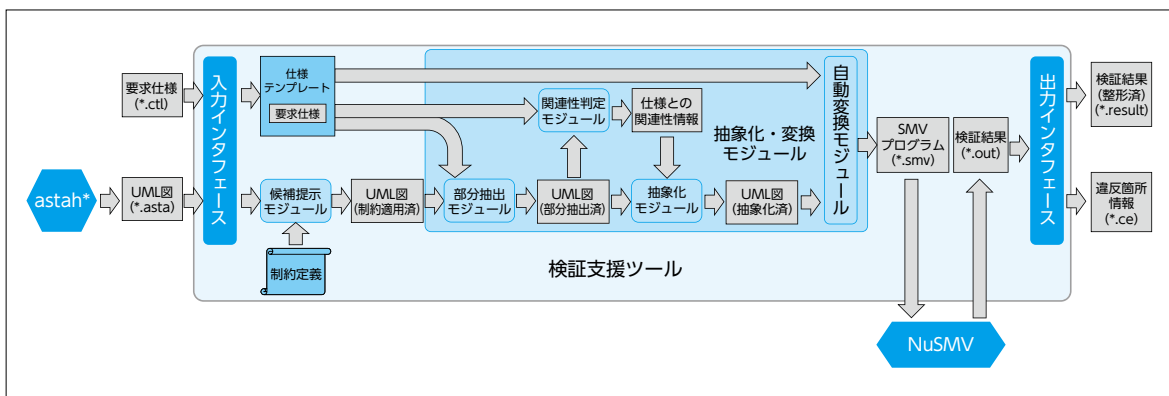 要求仕様
(*.ctl)
astah*
UML図
(*.asta)
入力インタフェース
仕様
テンプレート
要求仕様
候補提示
モジュール
制約定義
UML図
(制約適用済)
部分抽出
モジュール
関連性判定
モジュール
UML図
(部分抽出済)
仕様との
関連性情報
抽象化
モジュール
抽象化・変換
モジュール
UML図
(抽象化済)
自動変換モジュール
検証支援ツール
SMV
プログラム
(*.smv)
検証結果
(*.out)
NuSMV
出力インタフェース
検証結果
(整形済)
(*.result)
違反箇所
情報
(*.ce)